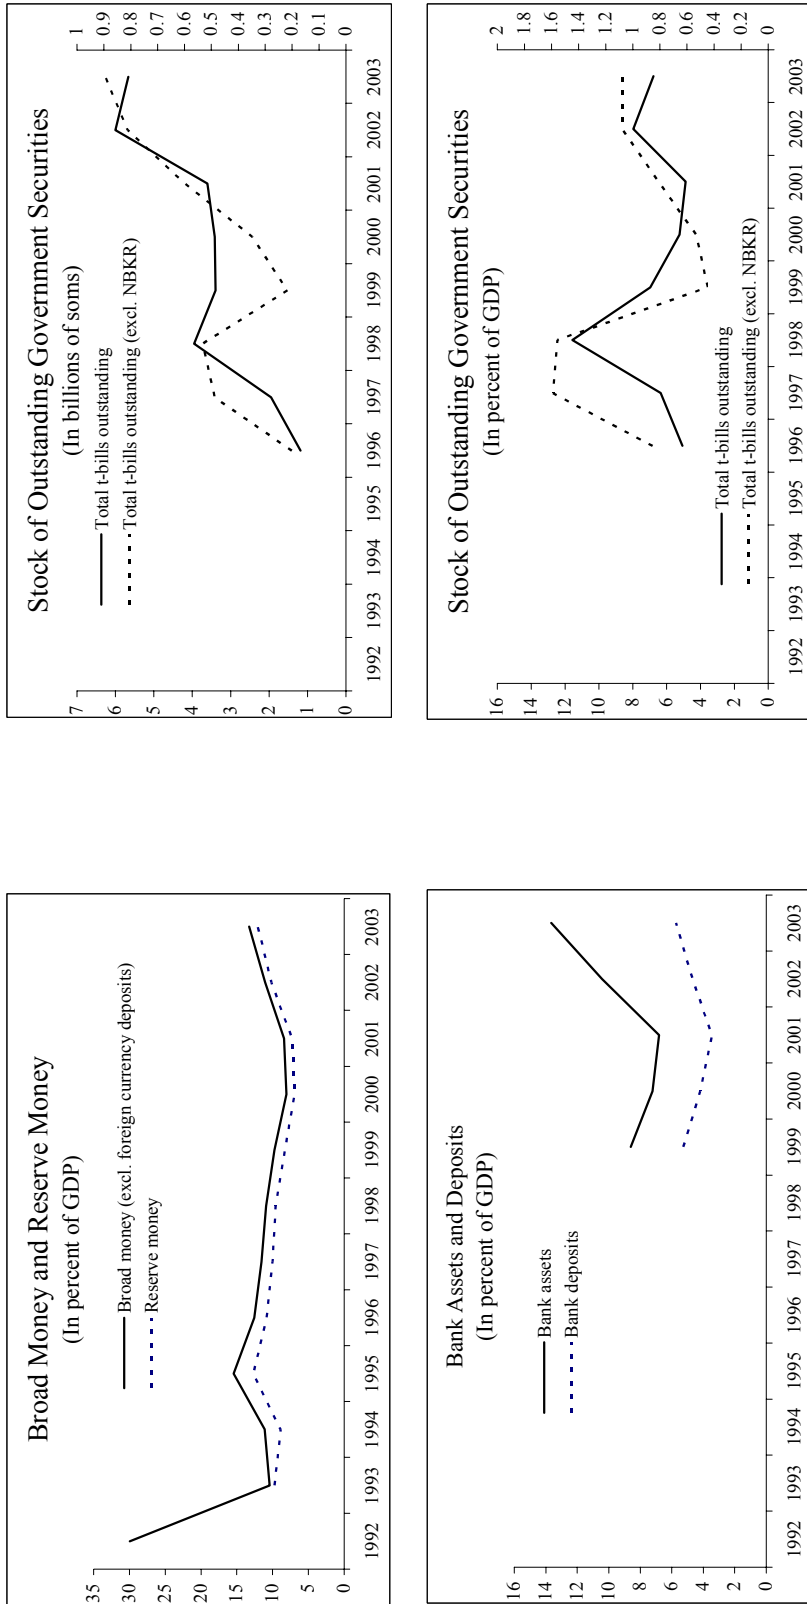 Broad Money and Reserve Money
(In percent of GDP)
Broad money (excl. foreign currency deposits)
Reserve money
35
30
25
20
15
10
5
0
1992 1993 1994 1995 1996 1997 1998 1999 2000 2001 2002 2003
Stock of Outstanding Government Securities
(In billions of soms)
Total t-bills outstanding
Total t-bills outstanding (excl. NBKR)
7
6
5
4
3
2
1
0
1
0.9
0.8
0.7
0.6
0.5
0.4
0.3
0.2
0.1
0
1992 1993 1994 1995 1996 1997 1998 1999 2000 2001 2002 2003
Bank Assets and Deposits
(In percent of GDP)
Bank assets
Bank deposits
16
14
12
10
8
6
4
2
0
1992 1993 1994 1995 1996 1997 1998 1999 2000 2001 2002 2003
Stock of Outstanding Government Securities
(In percent of GDP)
16
14
12
10
8
6
4
2
0
2
1.8
1.6
1.4
1.2
1
0.8
0.6
0.4
0.2
0
Total t-bills outstanding
Total t-bills outstanding (excl. NBKR)
1992 1993 1994 1995 1996 1997 1998 1999 2000 2001 2002 2003